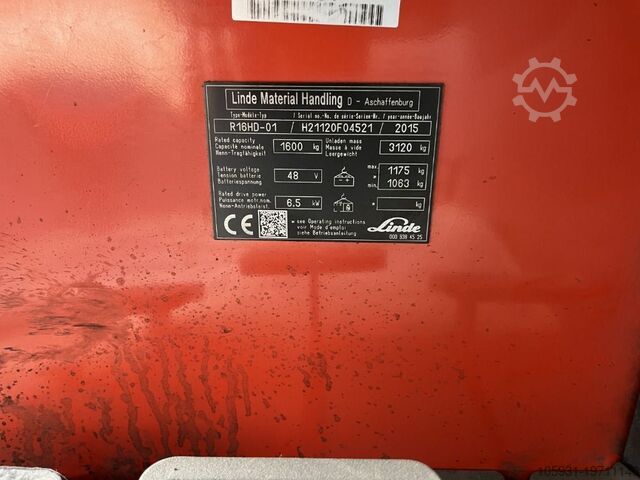 Linde Material Handling D - Aschaffenburg
Type-Modèle-Typ / Serial no.-No. de série-Serien-Nr. / year-année-Baujahr
R16HD-01 / H21120F04521 / 2015
Rated capacity
Capacité nominale
Nenn-Tragfähigkeit
1600 kg
Unladen mass
Masse à vide
Leergewicht
3120 kg
Battery voltage
Tension batterie
Batteriespannung
48 V
max. 1175 kg
min. 1063 kg
Rated drive power
Puissance motr.nom.
Nenn-Antriebsleist.
6.5 kW
* kg
CE
* see Operating instructions
voir Mode d'emploi
siehe Betriebsanleitung
Linde
000 939 45 25